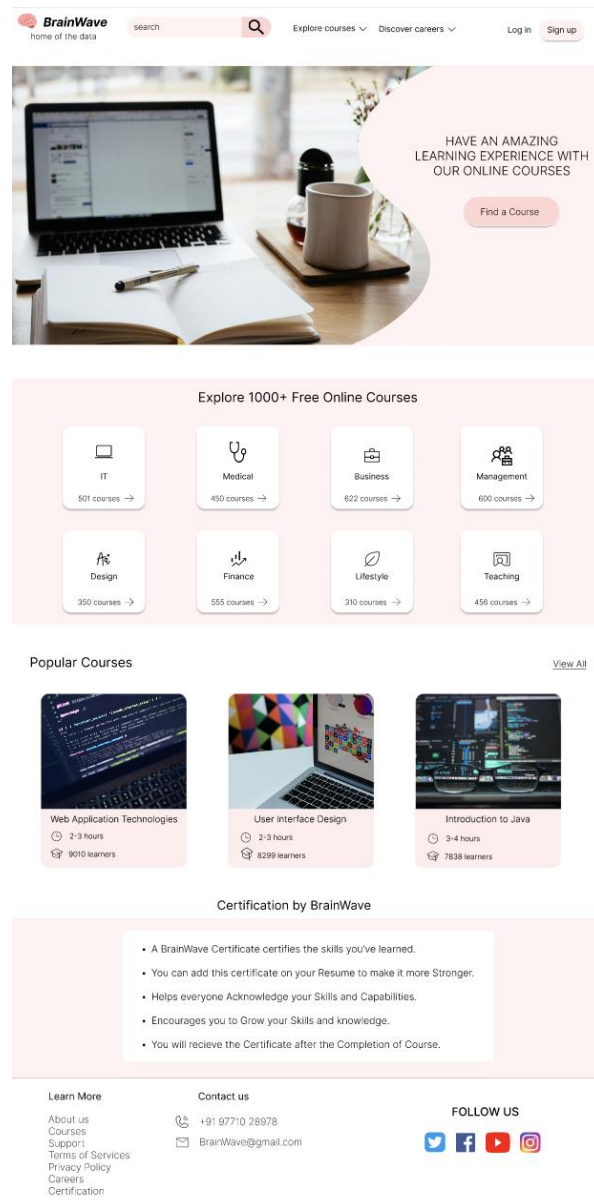 BrainWave
home of the data
search
Explore courses
Discover careers
Log in
Sign up
HAVE AN AMAZING
LEARNING EXPERIENCE WITH
OUR ONLINE COURSES
Find a Course
Explore 1000+ Free Online Courses
IT
501 courses →
Medical
450 courses →
Business
622 courses →
Management
600 courses →
Design
350 courses →
Finance
555 courses →
Lifestyle
310 courses →
Teaching
456 courses →
Popular Courses
View All
Web Application Technologies
2-3 hours
9010 learners
User Interface Design
2-3 hours
8299 learners
Introduction to Java
3-4 hours
7838 learners
Certification by BrainWave
• A BrainWave Certificate certifies the skills you've learned.
• You can add this certificate on your Resume to make it more Stronger.
• Helps everyone Acknowledge your Skills and Capabilities.
• Encourages you to Grow your Skills and knowledge.
• You will recieve the Certificate after the Completion of Course.
Learn More
About us
Courses
Support
Terms of Services
Privacy Policy
Careers
Certification
Contact us
+91 97710 28978
BrainWave@gmail.com
FOLLOW US